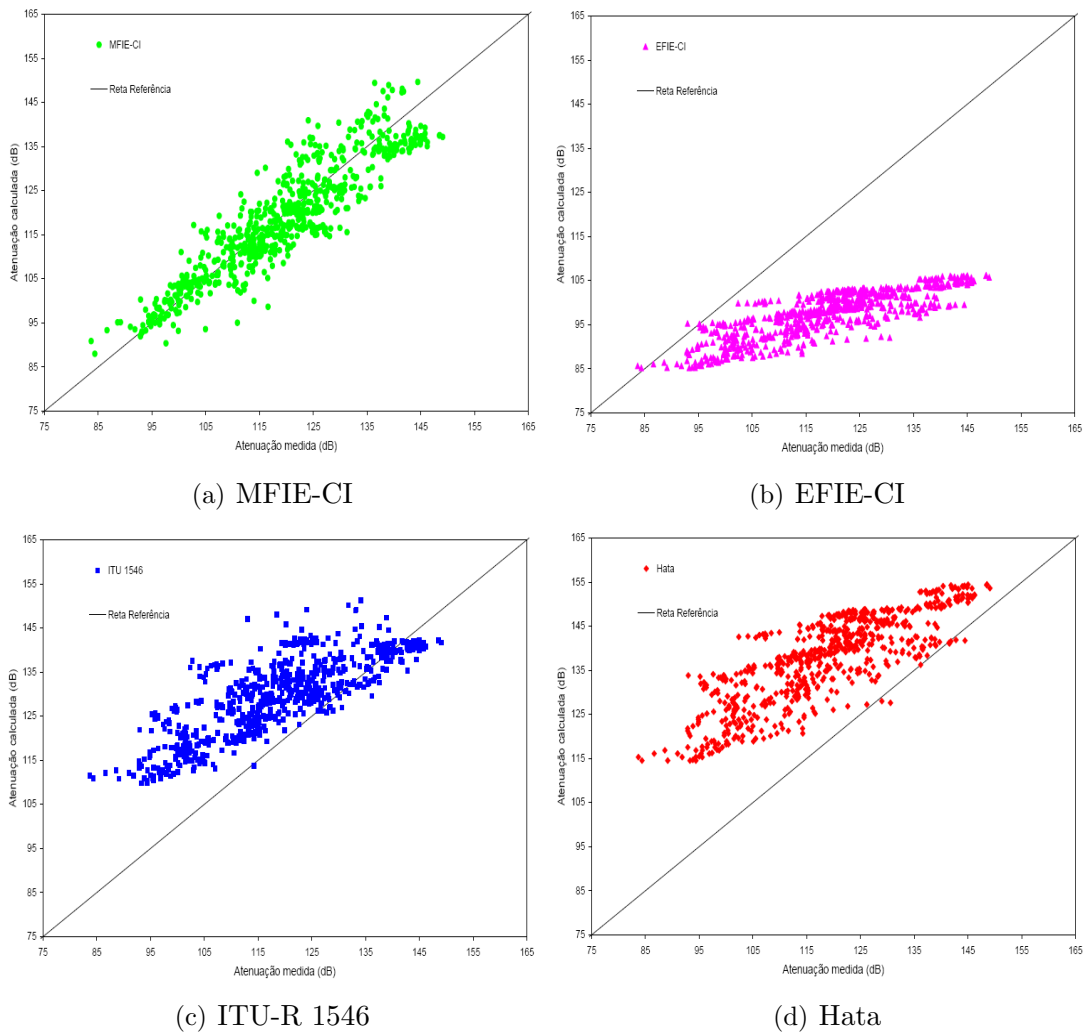 165
155
145
135
125
115
105
95
85
75
Atenuação calculada (dB)
MFIE-CI
Reta Referência
75 85 95 105 115 125 135 145 155 165
Atenuação medida (dB)
(a) MFIE-CI
165
155
145
135
125
115
105
95
85
75
Atenuação calculada (dB)
EFIE-CI
Reta Referência
75 85 95 105 115 125 135 145 155 165
Atenuação medida (dB)
(b) EFIE-CI
165
155
145
135
125
115
105
95
85
75
Atenuação calculada (dB)
ITU 1546
Reta Referência
75 85 95 105 115 125 135 145 155 165
Atenuação medida (dB)
(c) ITU-R 1546
165
155
145
135
125
115
105
95
85
75
Atenuação calculada (dB)
Hata
Reta Referência
75 85 95 105 115 125 135 145 155 165
Atenuação medida (dB)
(d) Hata